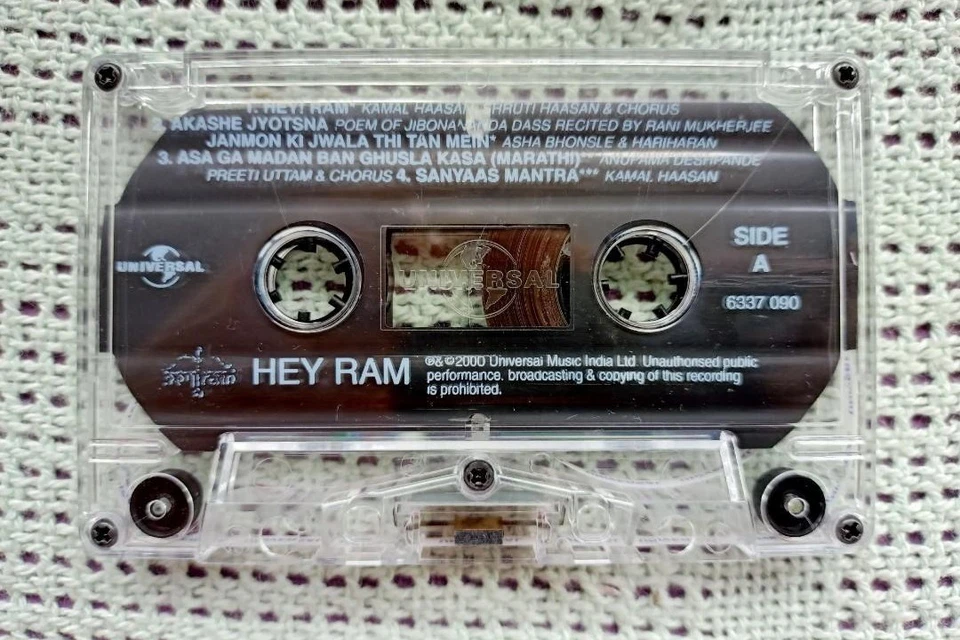 1. HEY! RAM* KAMAL HAASAN, SHRUTI HAASAN & CHORUS
2. AKASHE JYOTSNA POEM OF JIBONANANDA DASS RECITED BY RANI MUKHERJEE
JANMON KI JWALA THI TAN MEIN* ASHA BHONSLE & HARIHARAN
3. ASA GA MADAN BAN GHUSLA KASA (MARATHI)** ANUPAMA DESHPANDE
PREETI UTTAM & CHORUS 4. SANYAAS MANTRA*** KAMAL HAASAN
SIDE
A
UNIVERSAL
UNIVERSAL
6337 090
HEY RAM
℗&©2000 Universal Music India Ltd. Unauthorised public
performance, broadcasting & copying of this recording
is prohibited.